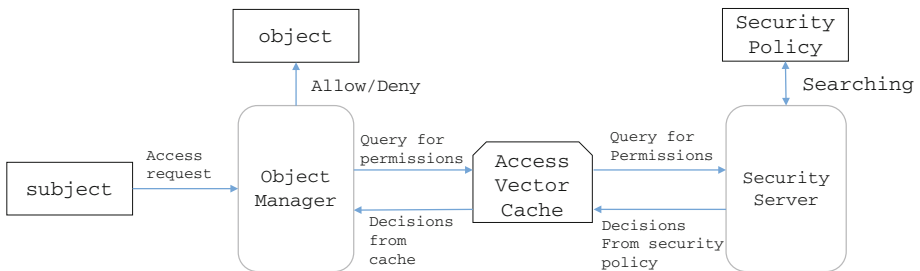 object
Security
Policy
Allow/Deny
Searching
Access
request
subject
Object
Manager
Query for
permissions
Decisions
from
cache
Access
Vector
Cache
Query for
Permissions
Decisions
From security
policy
Security
Server